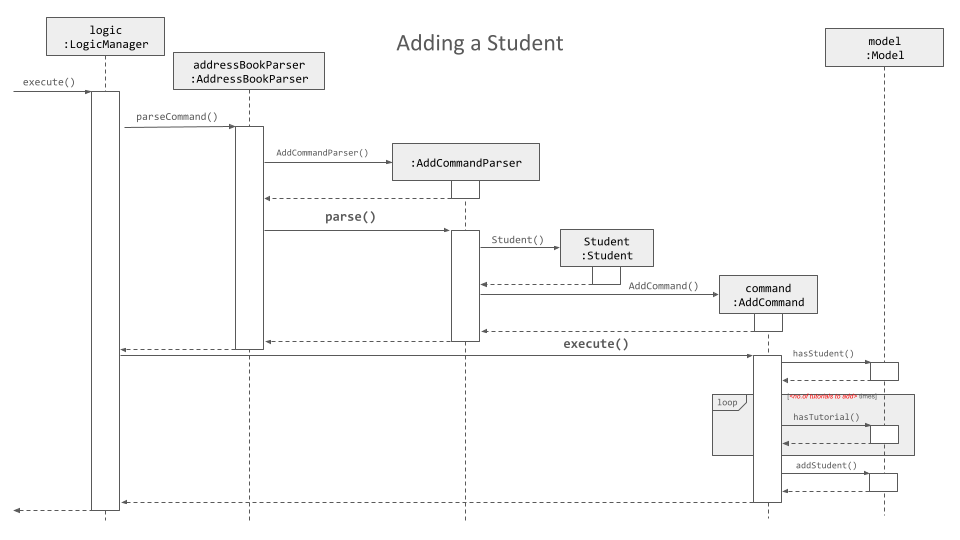 logic
:LogicManager
Adding a Student
model
:Model
addressBookParser
:AddressBookParser
execute()
parseCommand()
AddCommandParser()
:AddCommandParser
parse()
Student()
Student
:Student
AddCommand()
command
:AddCommand
execute()
hasStudent()
loop
[<no.of tutorials to add> times]
hasTutorial()
addStudent()